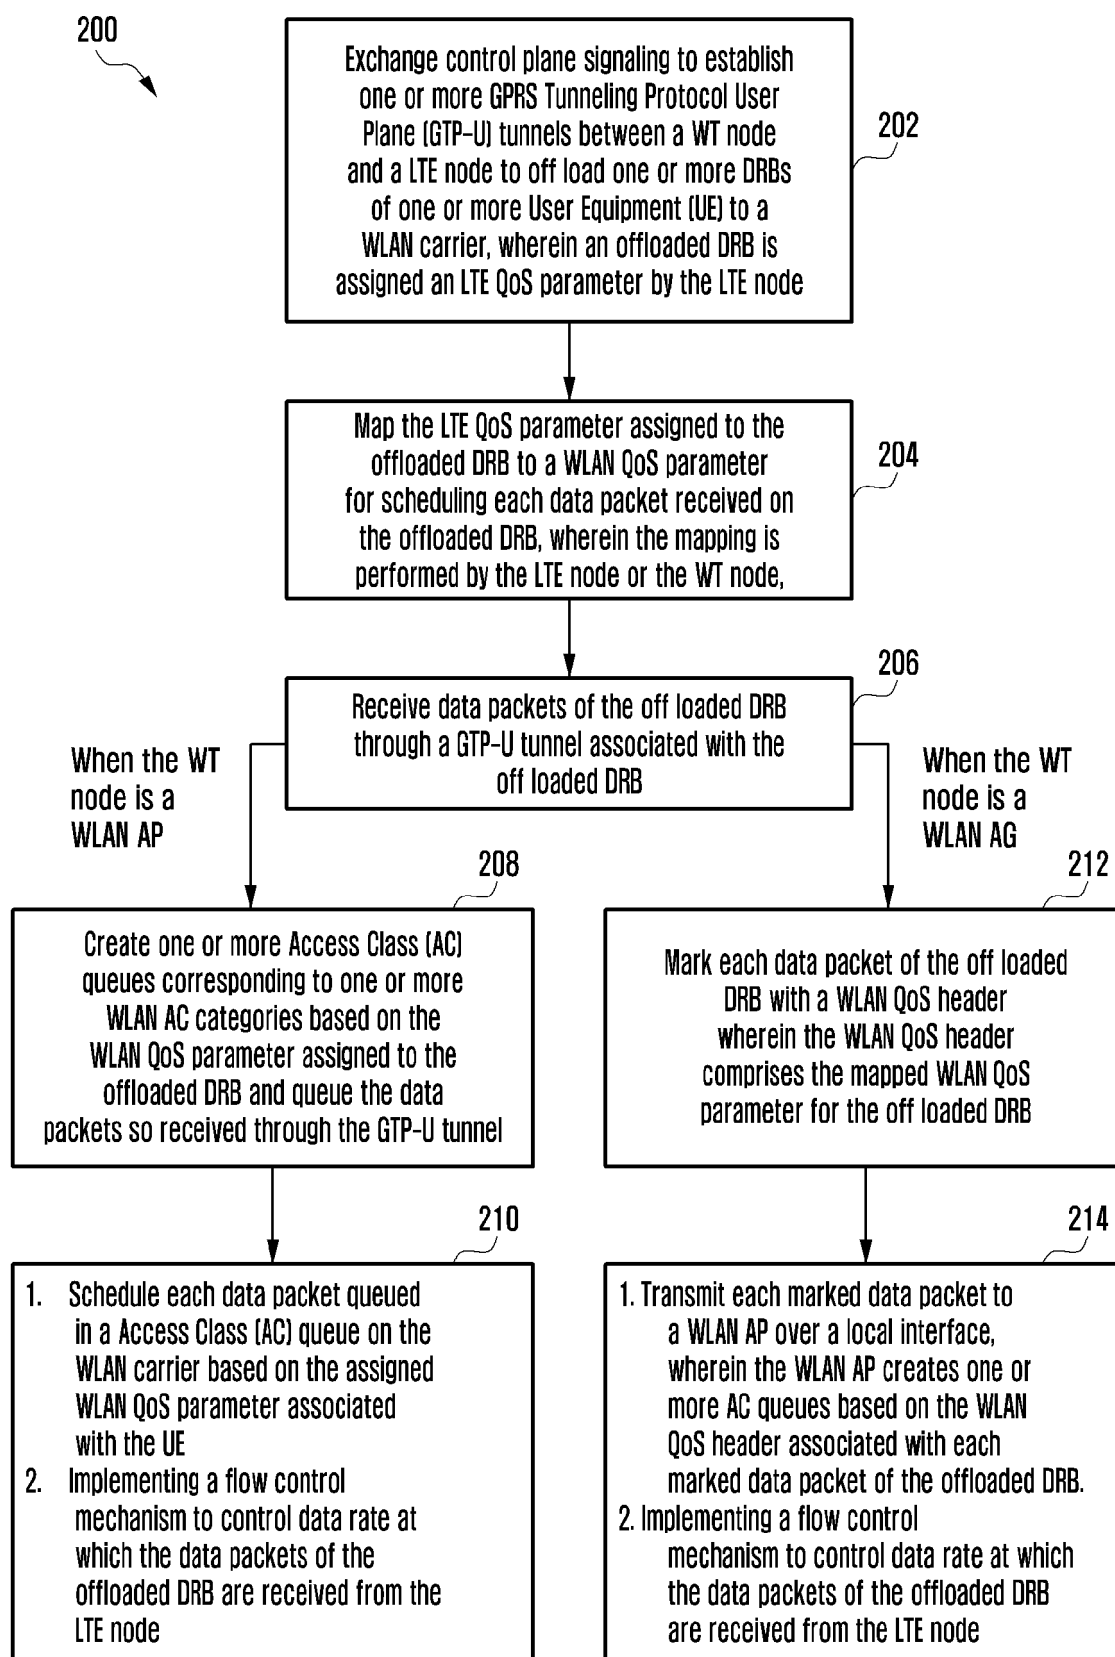 200
Exchange control plane signaling to establish
one or more GPRS Tunneling Protocol User
Plane (GTP-U) tunnels between a WT node
and a LTE node to off load one or more DRBs
of one or more User Equipment (UE) to a
WLAN carrier, wherein an offloaded DRB is
assigned an LTE QoS parameter by the LTE node
202
Map the LTE QoS parameter assigned to the
offloaded DRB to a WLAN QoS parameter
for scheduling each data packet received on
the offloaded DRB, wherein the mapping is
performed by the LTE node or the WT node,
204
Receive data packets of the off loaded DRB
through a GTP-U tunnel associated with the
off loaded DRB
206
When the WT
node is a
WLAN AP
When the WT
node is a
WLAN AG
208
Create one or more Access Class (AC)
queues corresponding to one or more
WLAN AC categories based on the
WLAN QoS parameter assigned to the
offloaded DRB and queue the data
packets so received through the GTP-U tunnel
212
Mark each data packet of the off loaded
DRB with a WLAN QoS header
wherein the WLAN QoS header
comprises the mapped WLAN QoS
parameter for the off loaded DRB
210
1. Schedule each data packet queued
in a Access Class (AC) queue on the
WLAN carrier based on the assigned
WLAN QoS parameter associated
with the UE
2. Implementing a flow control
mechanism to control data rate at
which the data packets of the
offloaded DRB are received from the
LTE node
214
1. Transmit each marked data packet to
a WLAN AP over a local interface,
wherein the WLAN AP creates one or
more AC queues based on the WLAN
QoS header associated with each
marked data packet of the offloaded DRB.
2. Implementing a flow control
mechanism to control data rate at which
the data packets of the offloaded DRB
are received from the LTE node